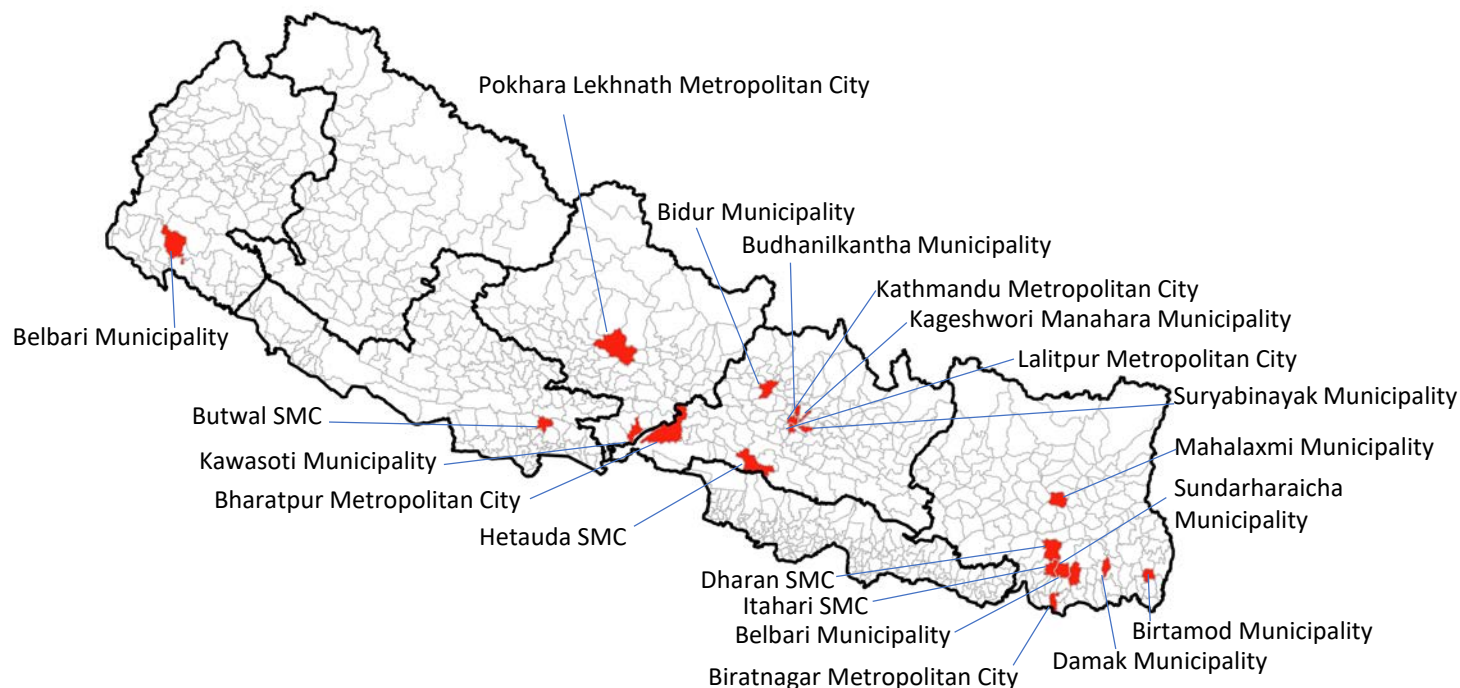 Pokhara Lekhnath Metropolitan City
Bidur Municipality
Budhanilkantha Municipality
Kathmandu Metropolitan City
Kageshwori Manahara Municipality
Belbari Municipality
Lalitpur Metropolitan City
Suryabinayak Municipality
Butwal SMC
Mahalaxmi Municipality
Kawasoti Municipality
Sundarharaicha
Municipality
Bharatpur Metropolitan City
Hetauda SMC
Dharan SMC
Itahari SMC
Belbari Municipality
Birtamod Municipality
Damak Municipality
Biratnagar Metropolitan City